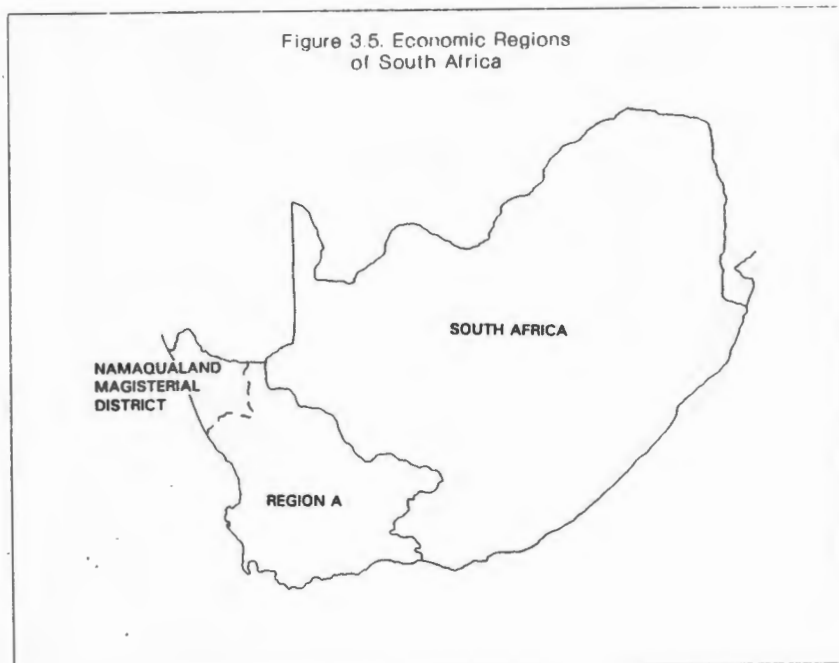 Figure 3.5. Economic Regions
of South Africa
SOUTH AFRICA
NAMAQUALAND
MAGISTERIAL
DISTRICT
REGION A